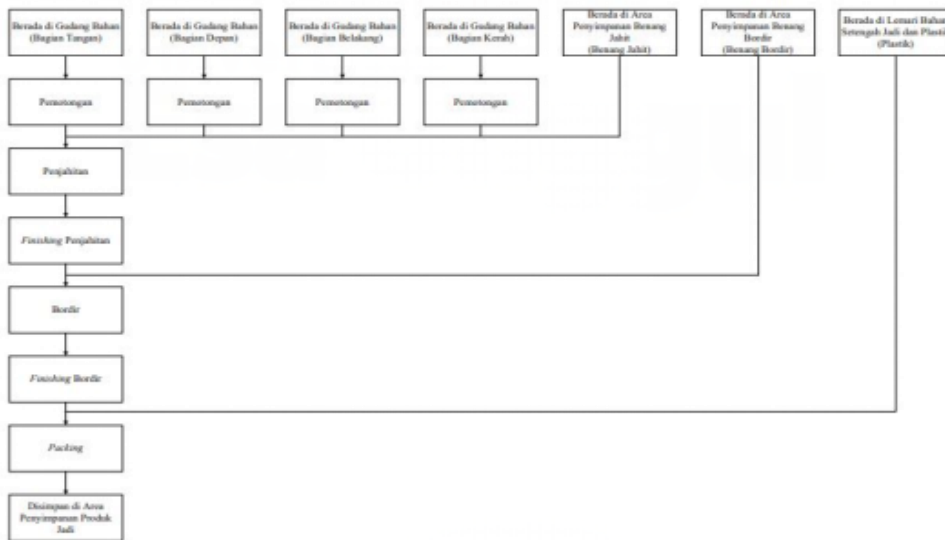 Berada di Gudang Bahan
(Bagian Tangan)
Berada di Gudang Bahan
(Bagian Depan)
Berada di Gudang Bahan
(Bagian Belakang)
Berada di Gudang Bahan
(Bagian Kerah)
Berada di Area
Penyimpanan Benang
Jahit
(Benang Jahit)
Berada di Area
Penyimpanan Benang
Bordir
(Benang Bordir)
Berada di Lemari Bahan
Setengah Jadi dan Plastik
(Plastik)
Pemotongan
Pemotongan
Pemotongan
Pemotongan
Penjahitan
Finishing Penjahitan
Bordir
Finishing Bordir
Packing
Disimpan di Area
Penyimpanan Produk
Jadi